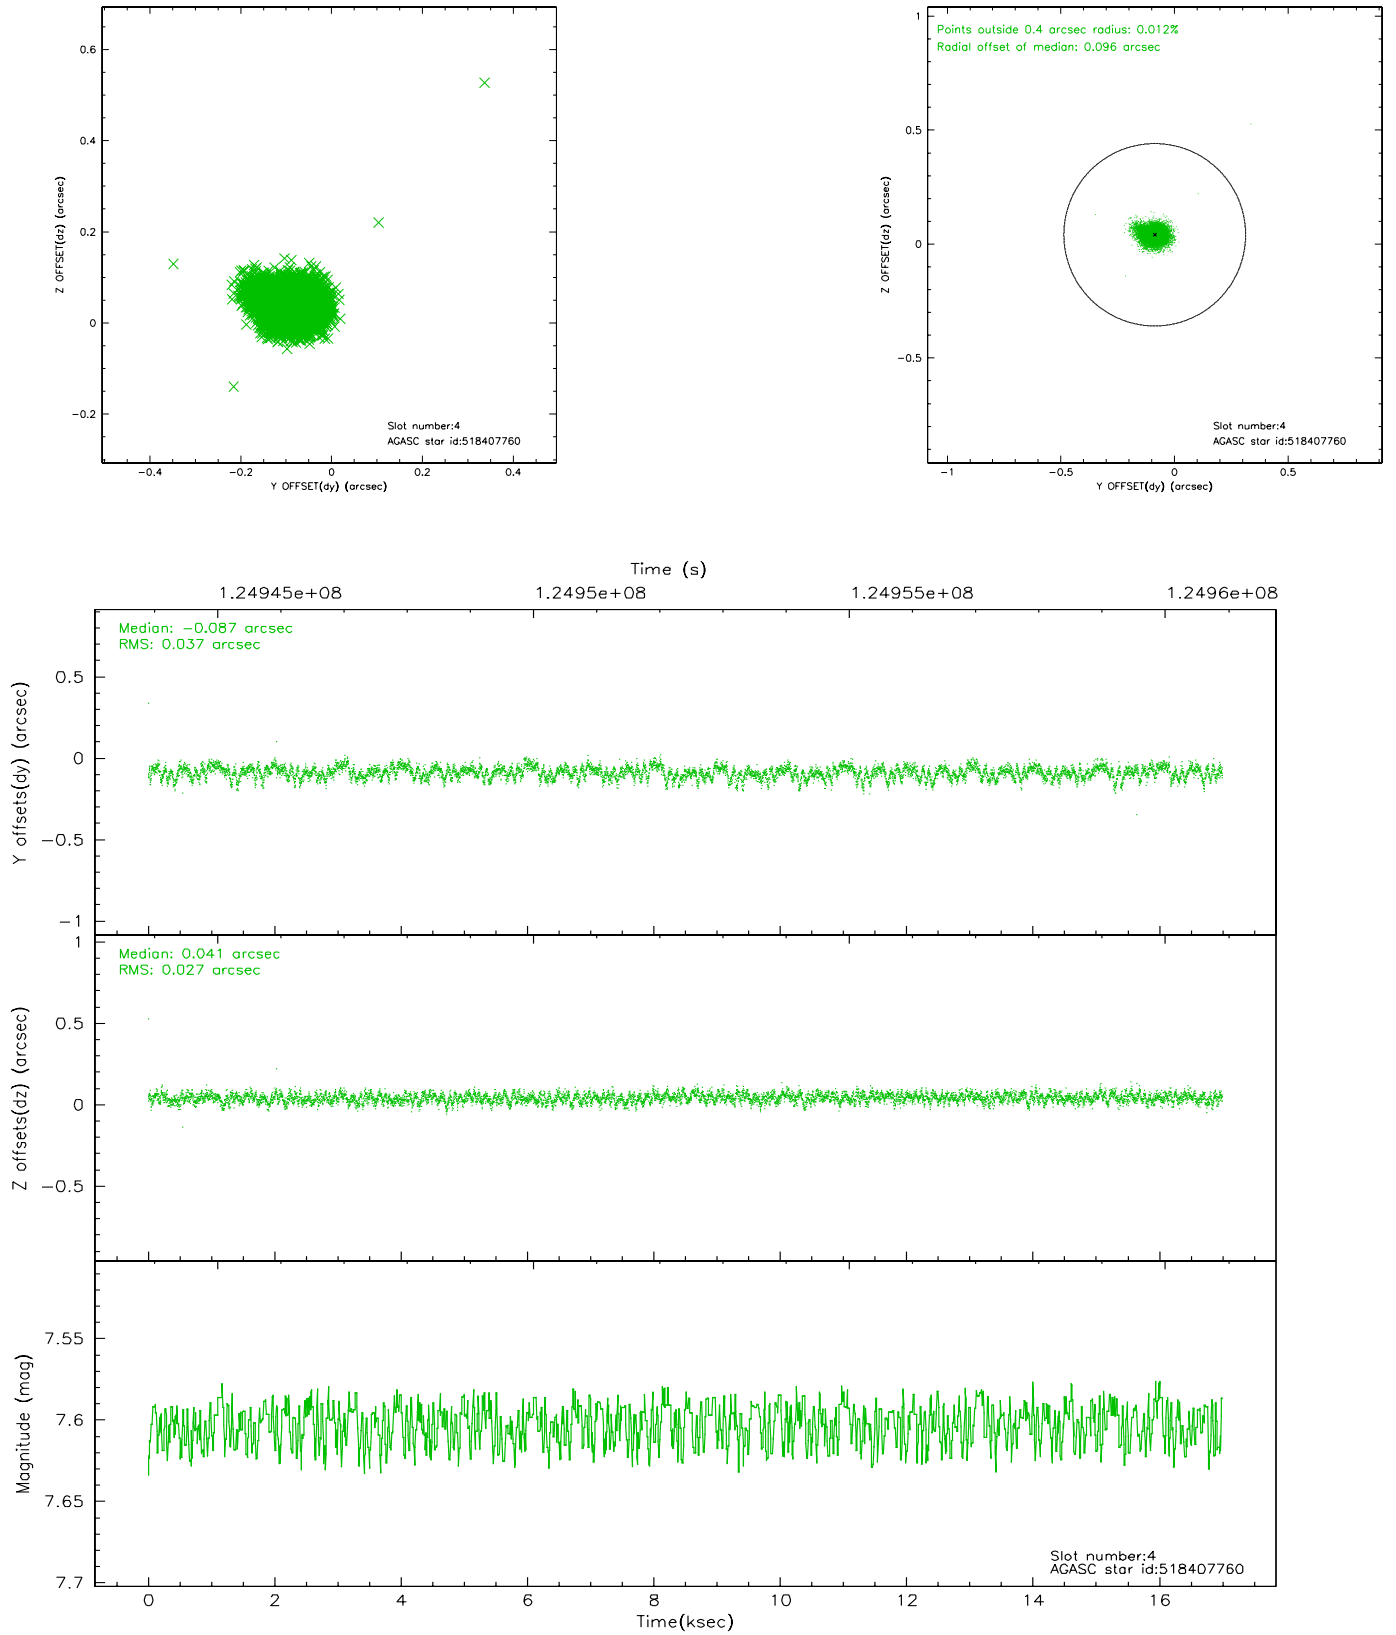 0.6
0.4
0.2
0
−0.2
Z OFFSET(dz) (arcsec)
Slot number:4
AGASC star id:518407760
−0.4 −0.2 0 0.2 0.4
Y OFFSET(dy) (arcsec)
Points outside 0.4 arcsec radius: 0.012%
Radial offset of median: 0.096 arcsec
1
0.5
0
−0.5
Z OFFSET(dz) (arcsec)
Slot number:4
AGASC star id:518407760
−1 −0.5 0 0.5
Y OFFSET(dy) (arcsec)
Time (s)
1.24945e+08 1.2495e+08 1.24955e+08 1.2496e+08
Median: −0.087 arcsec
RMS: 0.037 arcsec
0.5
0
−0.5
−1
Y offsets(dy) (arcsec)
Median: 0.041 arcsec
RMS: 0.027 arcsec
1
0.5
0
−0.5
Z offsets(dz) (arcsec)
7.55
7.6
7.65
7.7
Magnitude (mag)
Slot number:4
AGASC star id:518407760
0 2 4 6 8 10 12 14 16
Time(ksec)